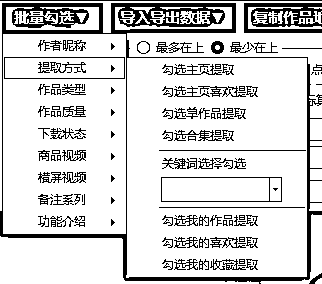 批量勾选▼ 导入导出数据▼ 复制作品
最多在上 最少在上
作者昵称
提取方式
作品类型
作品质量
下载状态
商品视频
横屏视频
备注系列
功能介绍
勾选主页提取
勾选主页喜欢提取
勾选单作品提取
勾选合集提取
关键词选择勾选
勾选我的作品提取
勾选我的喜欢提取
勾选我的收藏提取
点